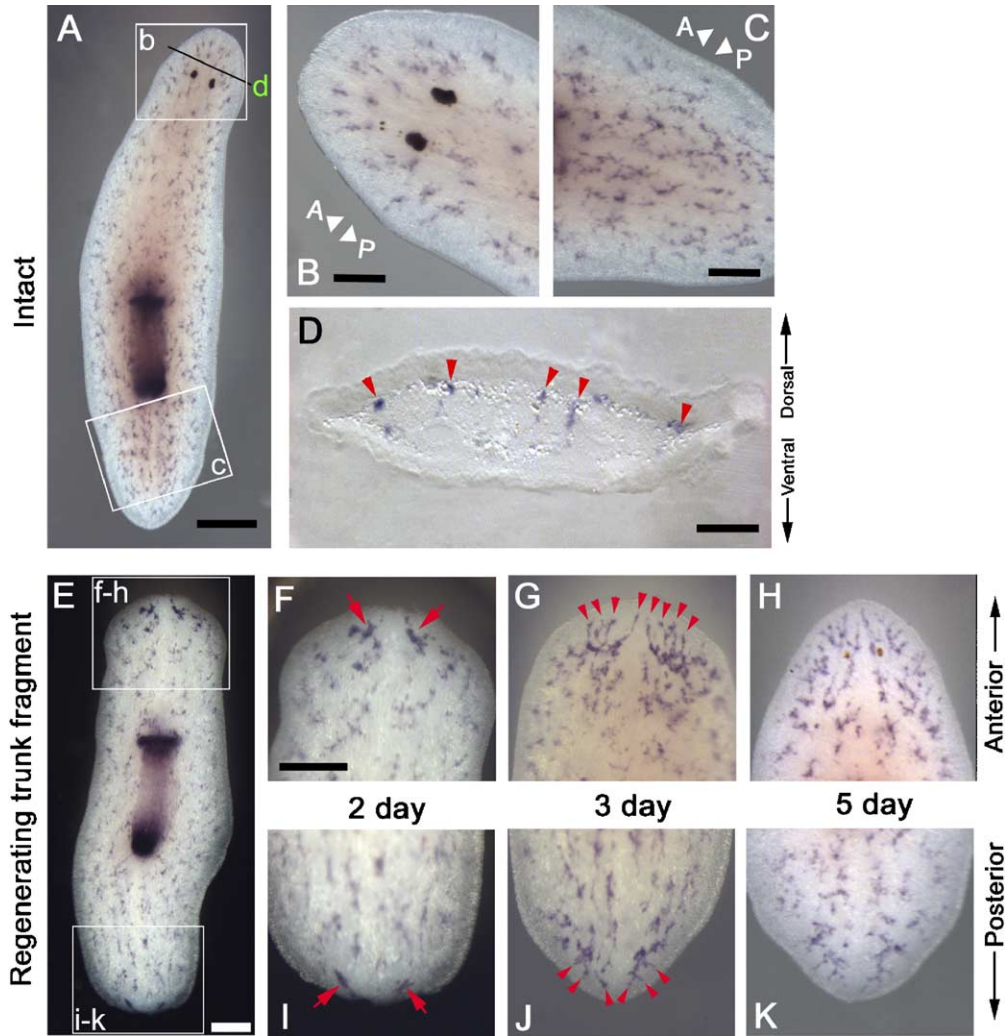 A
b
d
c
B
A
P
C
A
P
Intact
D
Dorsal
Ventral
E
f-h
i-k
F
G
H
Anterior
2 day
3 day
5 day
Regenerating trunk fragment
I
J
K
Posterior